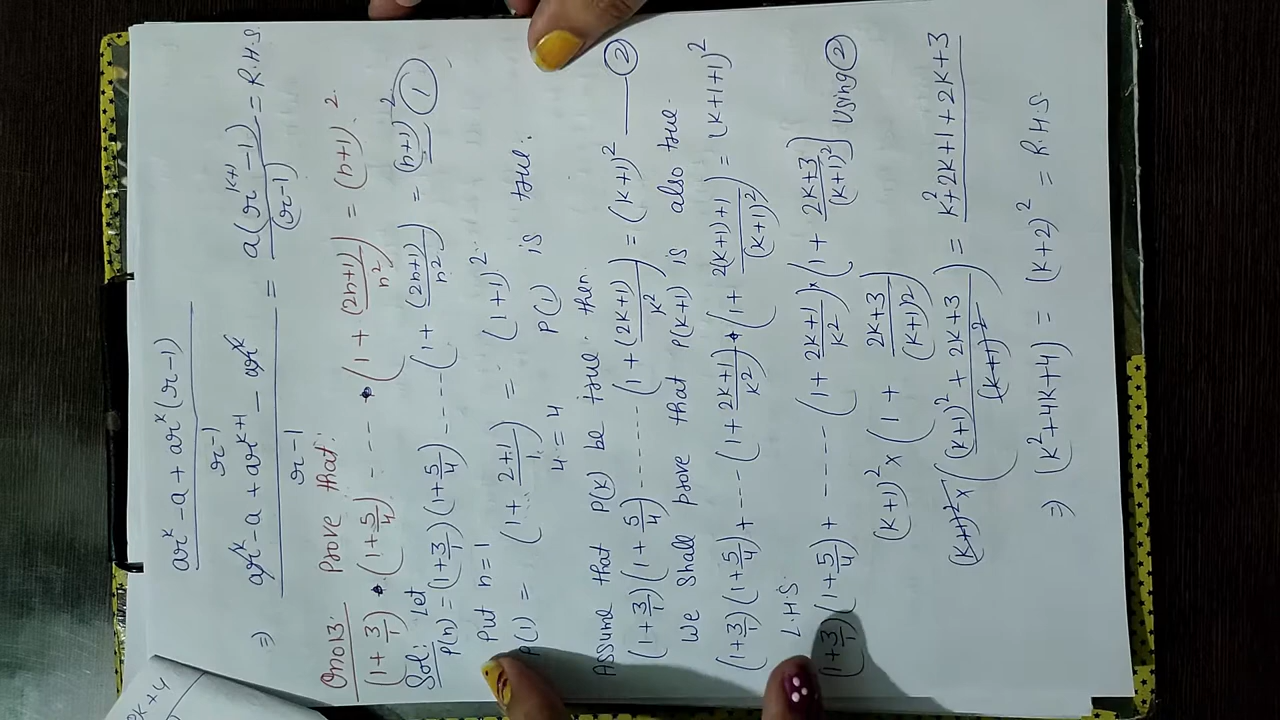 2K+4
ar^k - a + ar^k(r-1)
r-1
⇒ ar^k - a + ar^(k+1) - ar^k / r-1 = a(r^(k+1) - 1) / (r-1) = R.H.S
Qno13: Prove that:
(1+3/1)•(1+5/4) - - - - •(1+(2n+1)/n²) = (n+1)².
Sol: Let
P(n) = (1+3/1)(1+5/4) - - - - (1+(2n+1)/n²) = (n+1)² ①
Put n = 1
P(1) = (1+2+1/1) = (1+1)²
4 = 4 P(1) is true.
Assume that P(K) be true. then.
(1+3/1)(1+5/4) - - - - - - (1+(2K+1)/K²) = (K+1)² — ②
We Shall prove that P(K+1) is also true.
(1+3/1)(1+5/4)+ - - - (1+2K+1/K²)•(1+2(K+1)+1/(K+1)²) = (K+1+1)²
L.H.S
(1+3/1)(1+5/4)+ - - - - - (1+2K+1/K²)×(1+2K+3/(K+1)²] Using ②
(K+1)² × (1+2K+3/(K+1)²)
(K+1)² × ((K+1)²+2K+3/(K+1)²) = K²+2K+1+2K+3
⇒ (K²+4K+4) = (K+2)² = R.H.S.